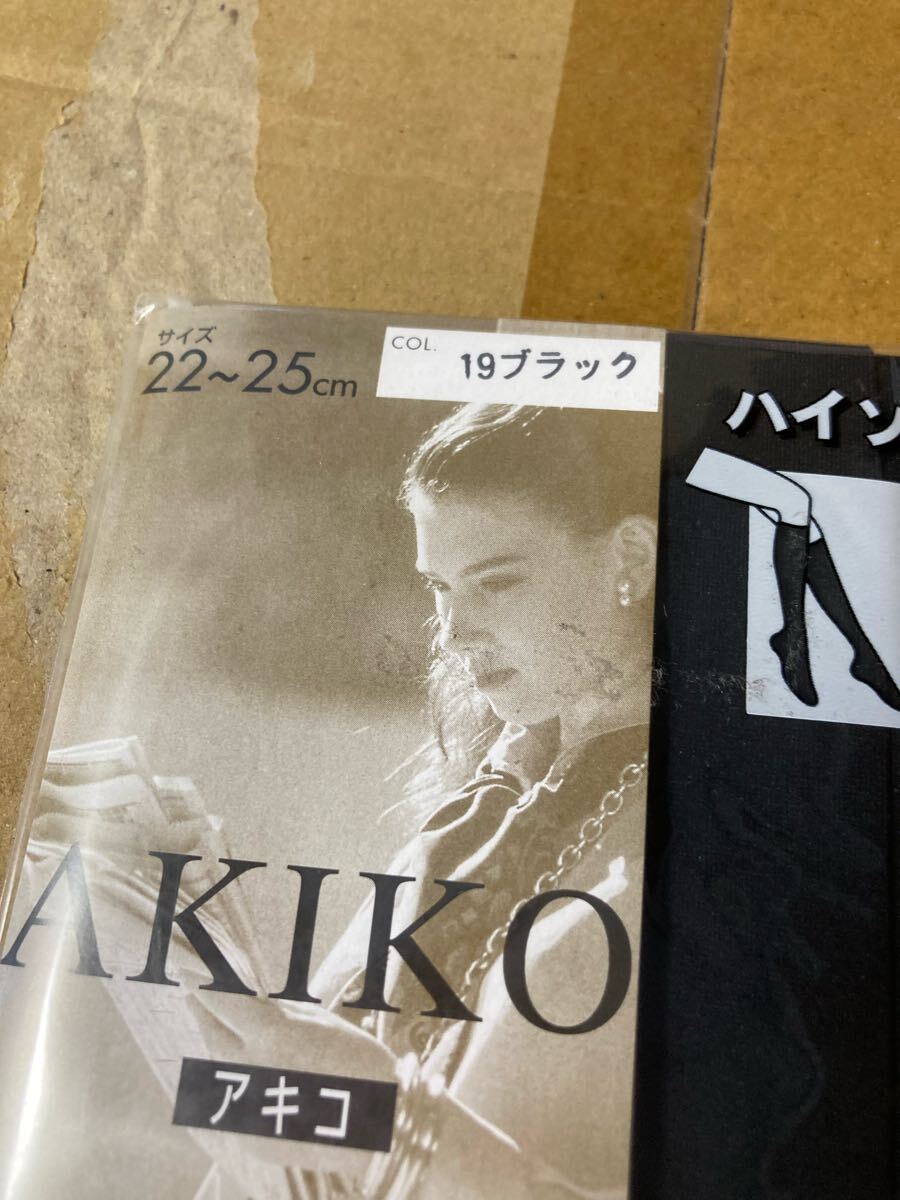 サイズ
22~25cm
COL.
19ブラック
ハイソ
AKIKO
アキコ